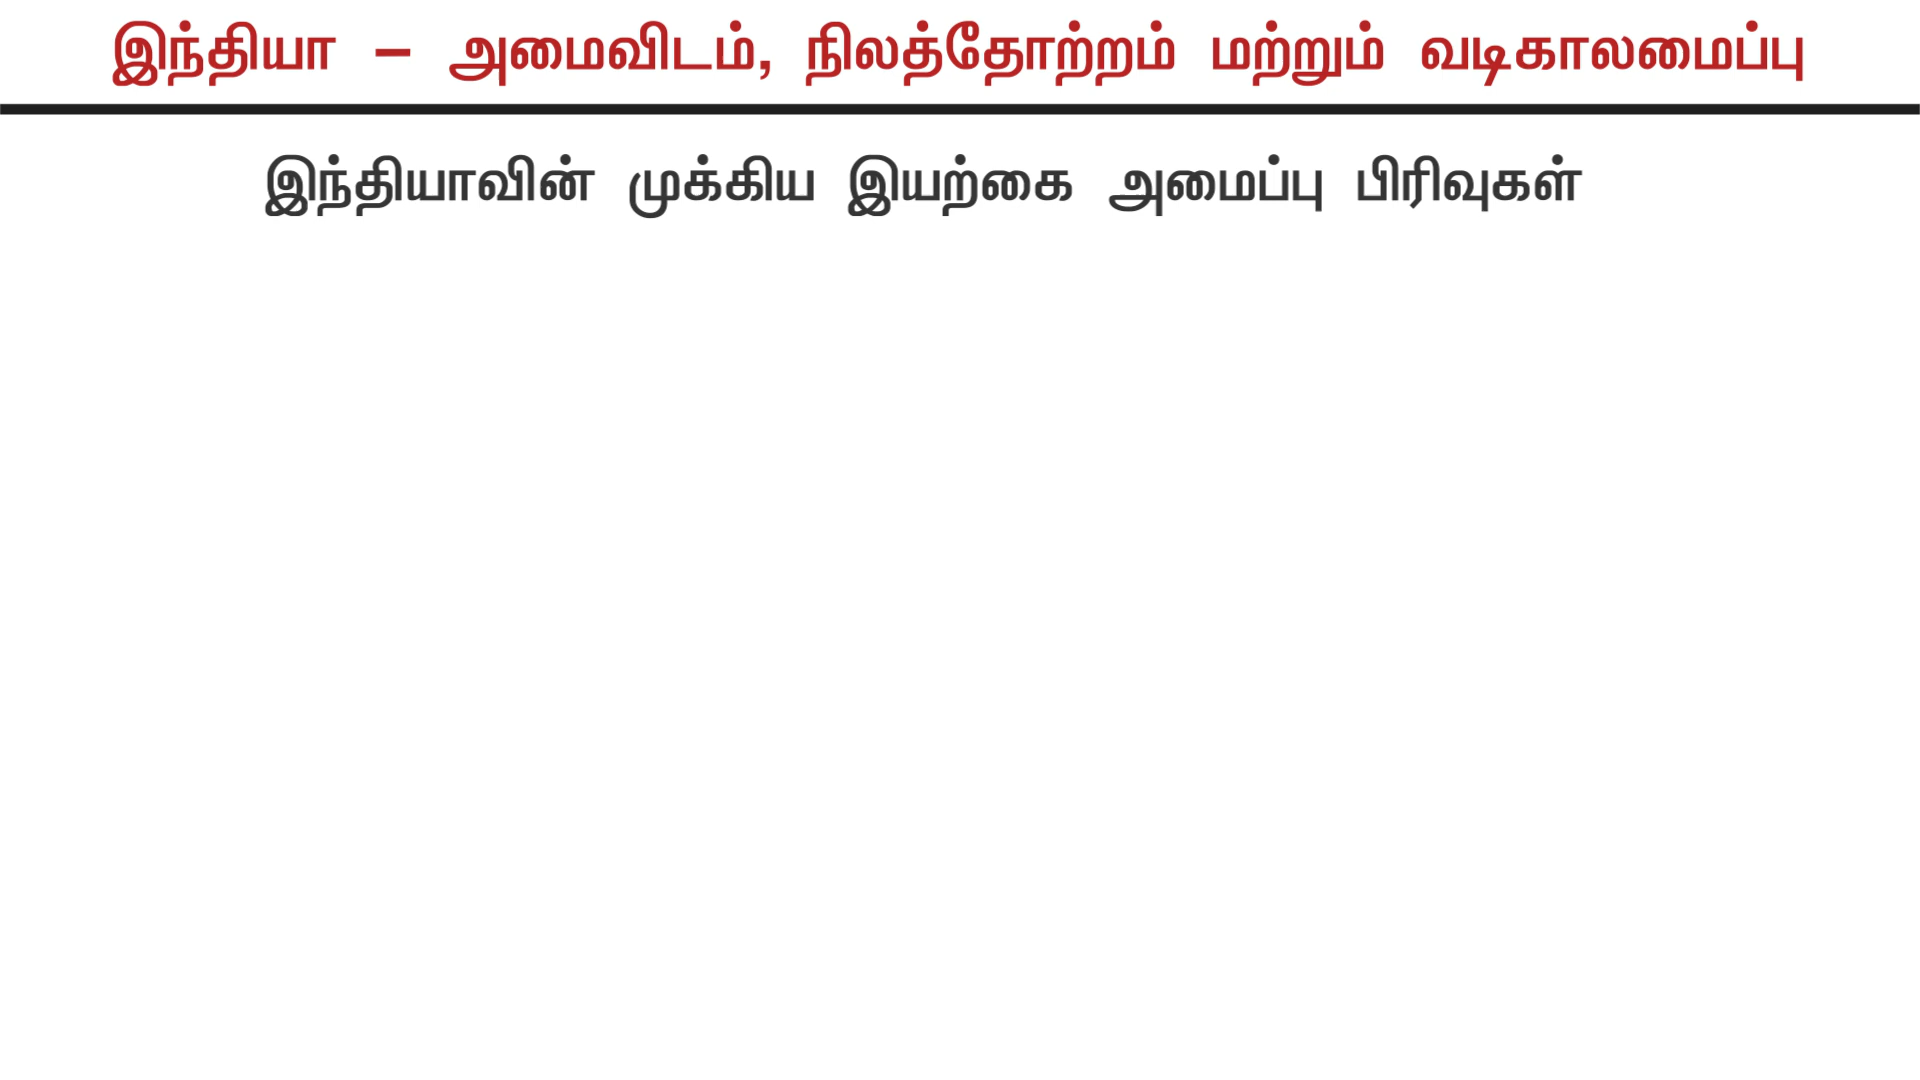 இந்தியா – அமைவிடம், நிலத்தோற்றம் மற்றும் வடிகாலமைப்பு
இந்தியாவின் முக்கிய இயற்கை அமைப்பு பிரிவுகள்